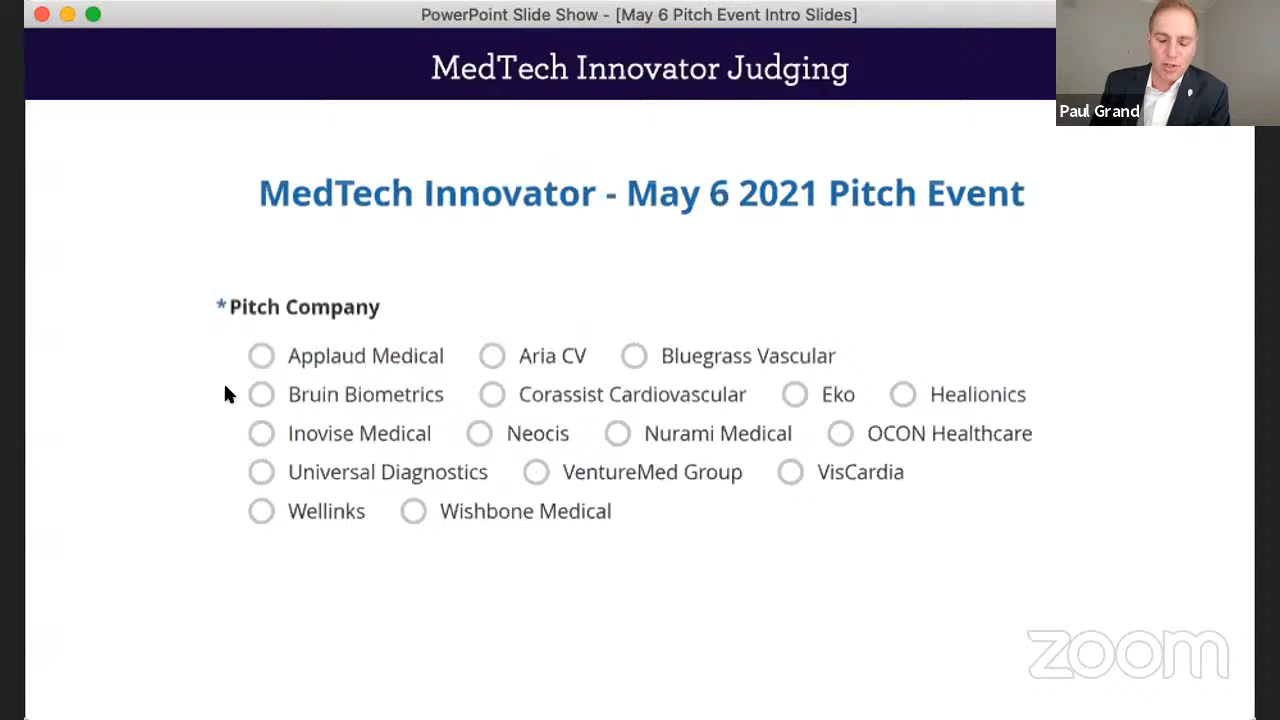 PowerPoint Slide Show - [May 6 Pitch Event Intro Slides]
MedTech Innovator Judging
Paul Grand
MedTech Innovator - May 6 2021 Pitch Event
*Pitch Company
Applaud Medical Aria CV Bluegrass Vascular
Bruin Biometrics Corassist Cardiovascular Eko Healionics
Inovise Medical Neocis Nurami Medical OCON Healthcare
Universal Diagnostics VentureMed Group VisCardia
Wellinks Wishbone Medical
zoom